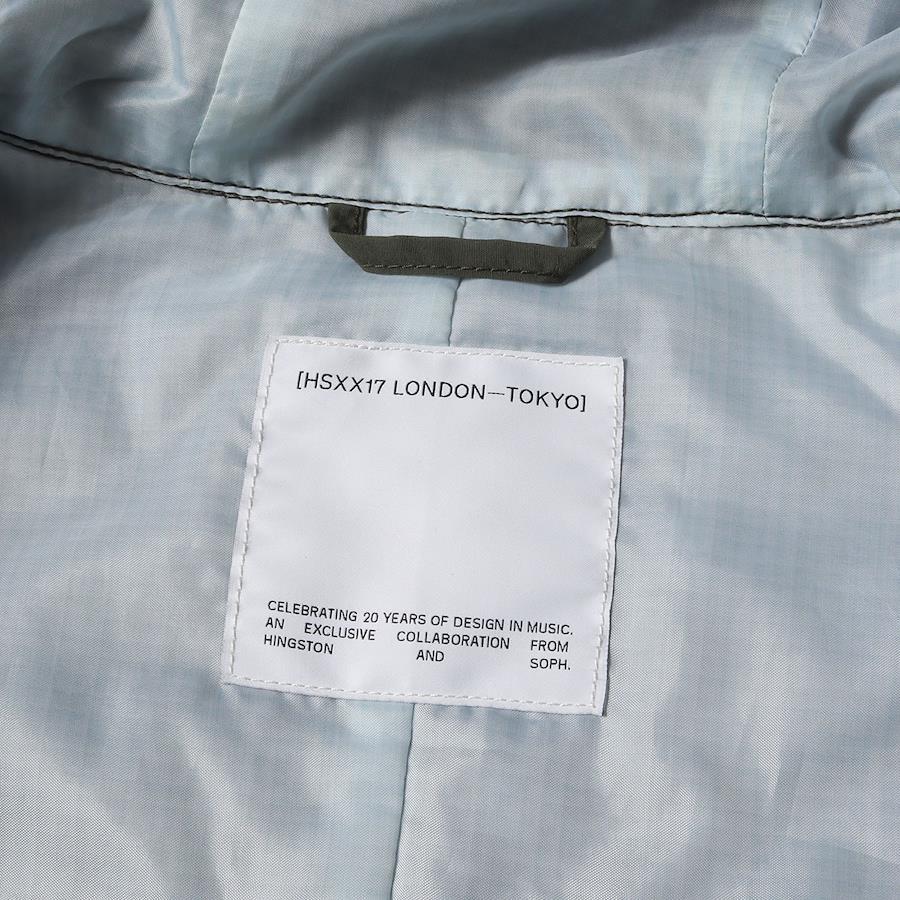 [HSXX17 LONDON—TOKYO]
CELEBRATING 20 YEARS OF DESIGN IN MUSIC.
AN EXCLUSIVE COLLABORATION FROM
HINGSTON AND SOPH.